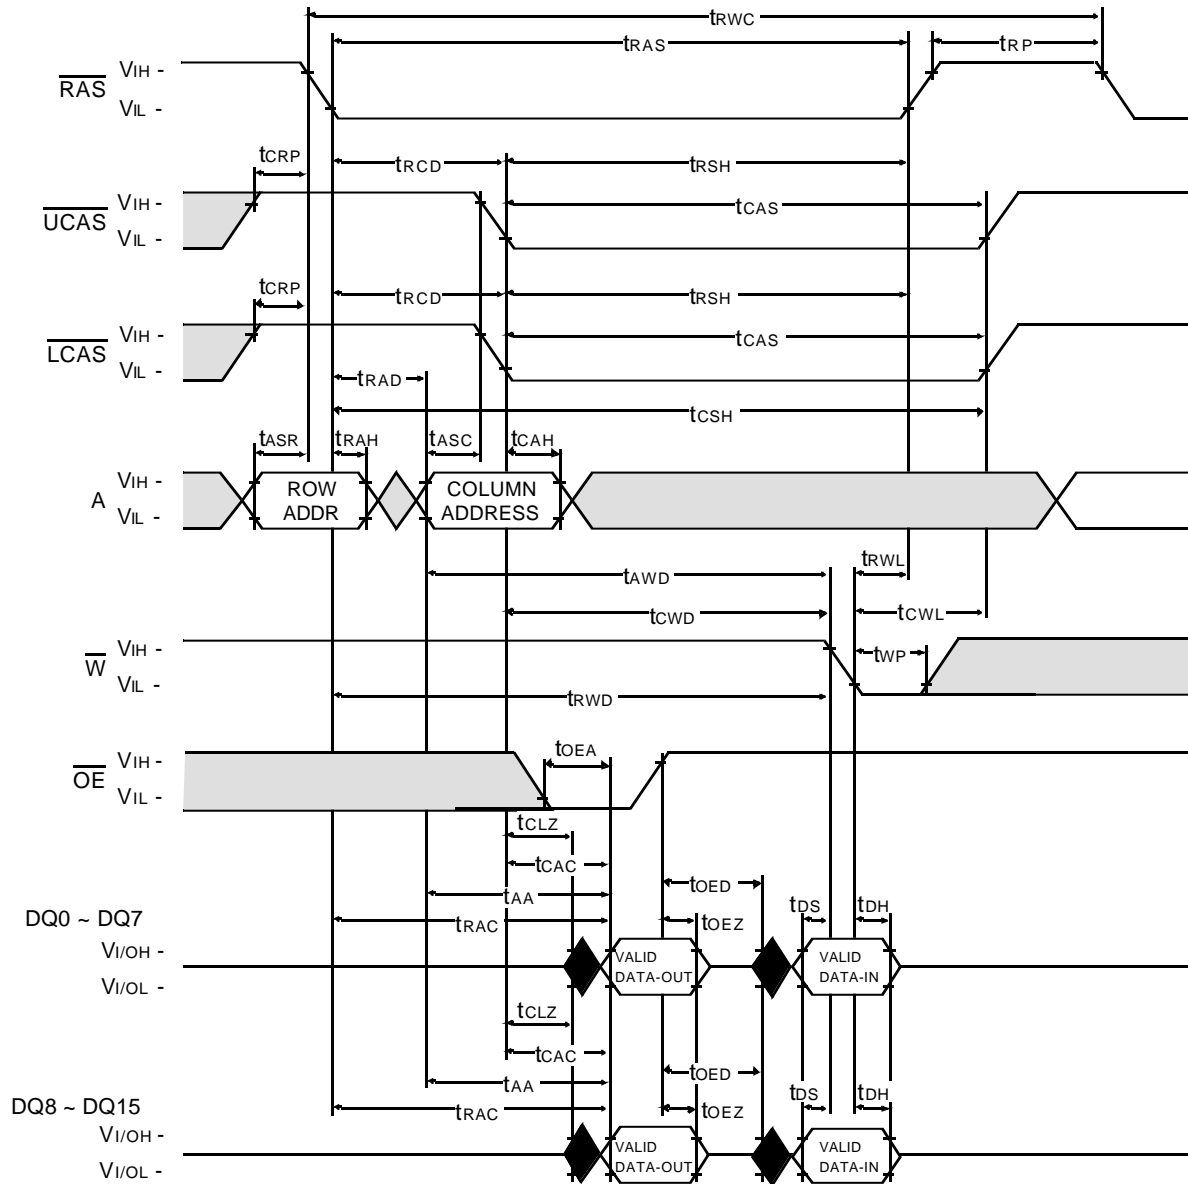 tRWC
tRAS
tRP
RAS
VIH -
VIL -
tCRP
tRCD
tRSH
UCAS
VIH -
VIL -
tCAS
tCRP
tRCD
tRSH
LCAS
VIH -
VIL -
tCAS
tRAD
tCSH
tASR
tRAH
tASC
tCAH
A
VIH -
VIL -
ROW
ADDR
COLUMN
ADDRESS
tRWL
tAWD
tCWD
tCWL
W
VIH -
VIL -
tWP
tRWD
OE
VIH -
VIL -
tOEA
tCLZ
tCAC
tOED
tAA
tDS
tDH
DQ0 ~ DQ7
tRAC
tOEZ
VI/OH -
VI/OL -
VALID
DATA-OUT
VALID
DATA-IN
tCLZ
tCAC
tOED
tAA
tDS
tDH
DQ8 ~ DQ15
tRAC
tOEZ
VI/OH -
VI/OL -
VALID
DATA-OUT
VALID
DATA-IN